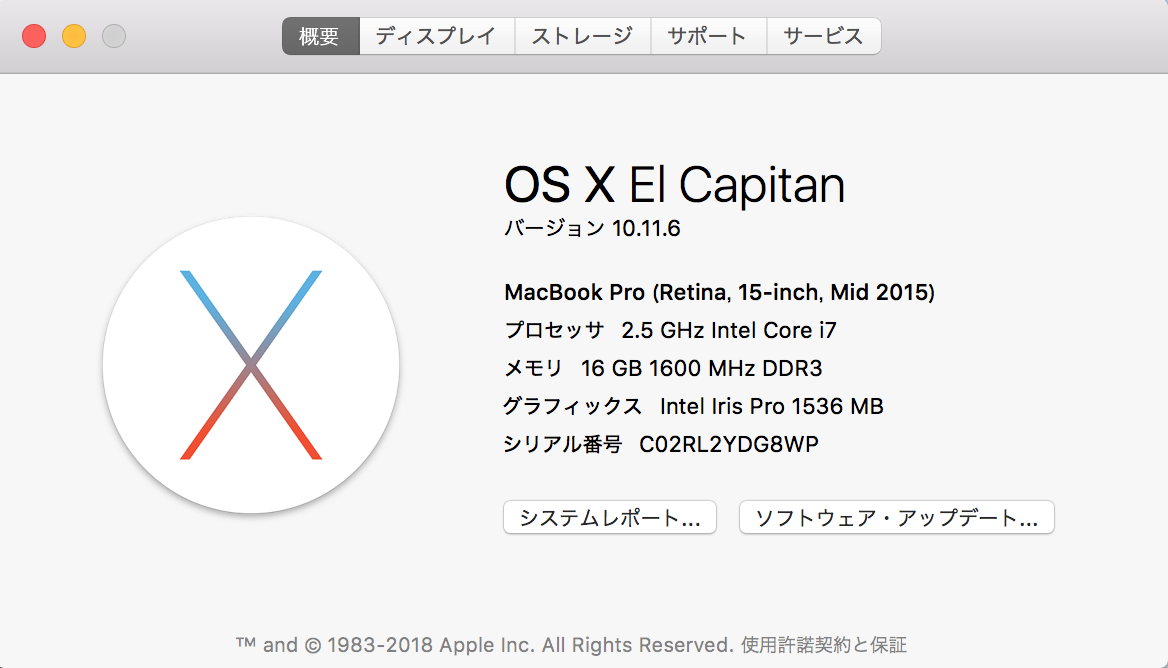 概要 ディスプレイ ストレージ サポート サービス
OS X El Capitan
バージョン 10.11.6
MacBook Pro (Retina, 15-inch, Mid 2015)
プロセッサ 2.5 GHz Intel Core i7
メモリ 16 GB 1600 MHz DDR3
グラフィックス Intel Iris Pro 1536 MB
シリアル番号 C02RL2YDG8WP
システムレポート... ソフトウェア・アップデート...
™ and © 1983-2018 Apple Inc. All Rights Reserved. 使用許諾契約と保証